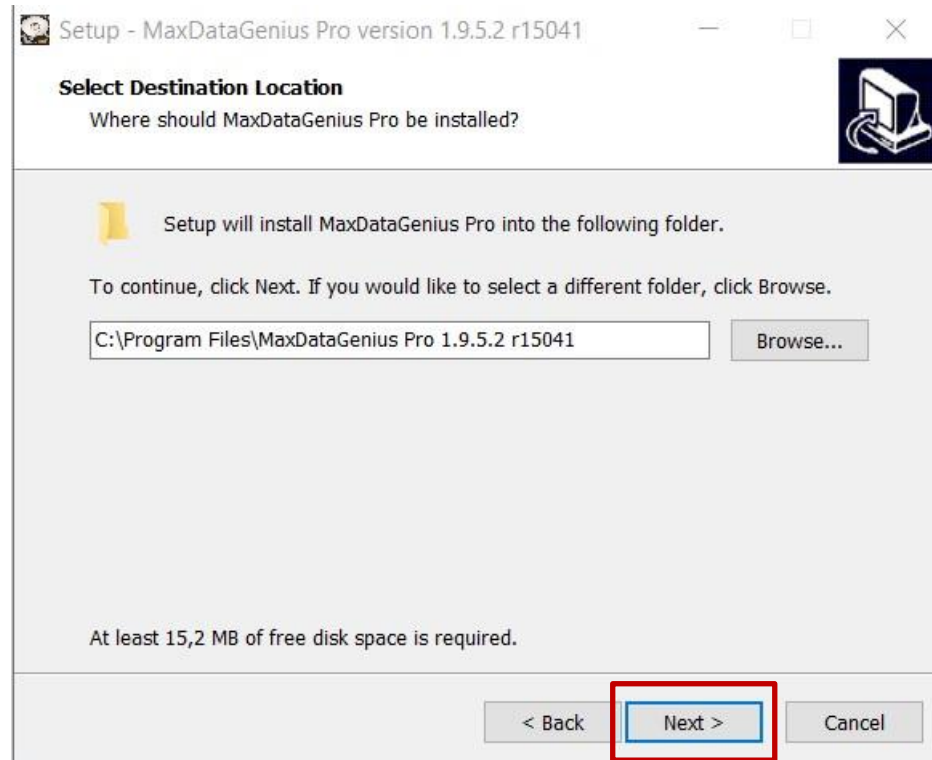 Setup - MaxDataGenius Pro version 1.9.5.2 r15041
Select Destination Location
Where should MaxDataGenius Pro be installed?
Setup will install MaxDataGenius Pro into the following folder.
To continue, click Next. If you would like to select a different folder, click Browse.
C:\Program Files\MaxDataGenius Pro 1.9.5.2 r15041
Browse...
At least 15,2 MB of free disk space is required.
< Back
Next >
Cancel